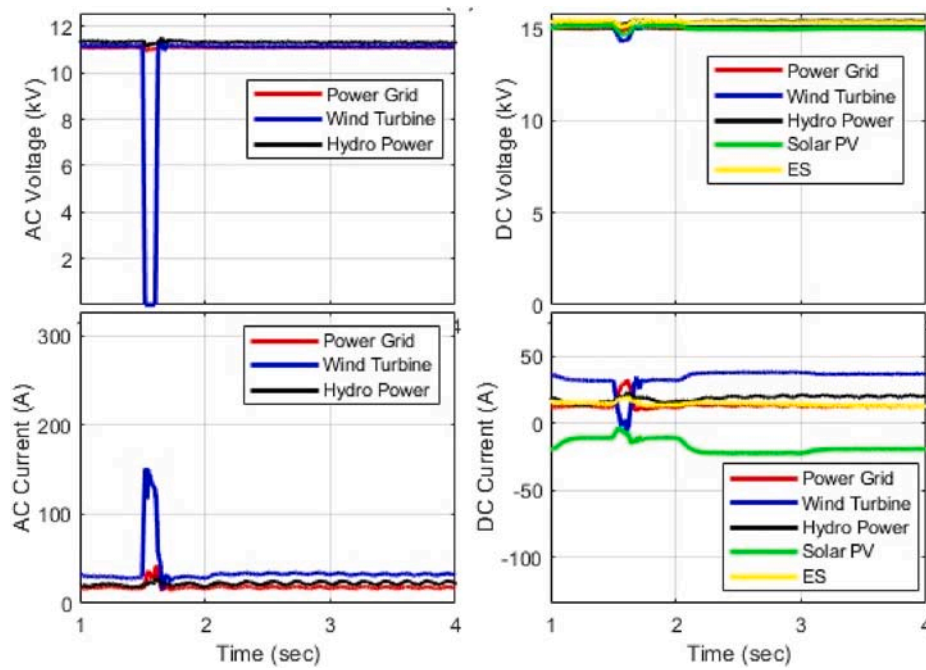 12
10
8
6
4
2
AC Voltage (kV)
Power Grid
Wind Turbine
Hydro Power
15
10
5
0
DC Voltage (kV)
Power Grid
Wind Turbine
Hydro Power
Solar PV
ES
300
200
100
0
AC Current (A)
Power Grid
Wind Turbine
Hydro Power
1 2 3 4
Time (sec)
50
0
-50
-100
DC Current (A)
Power Grid
Wind Turbine
Hydro Power
Solar PV
ES
1 2 3 4
Time (sec)